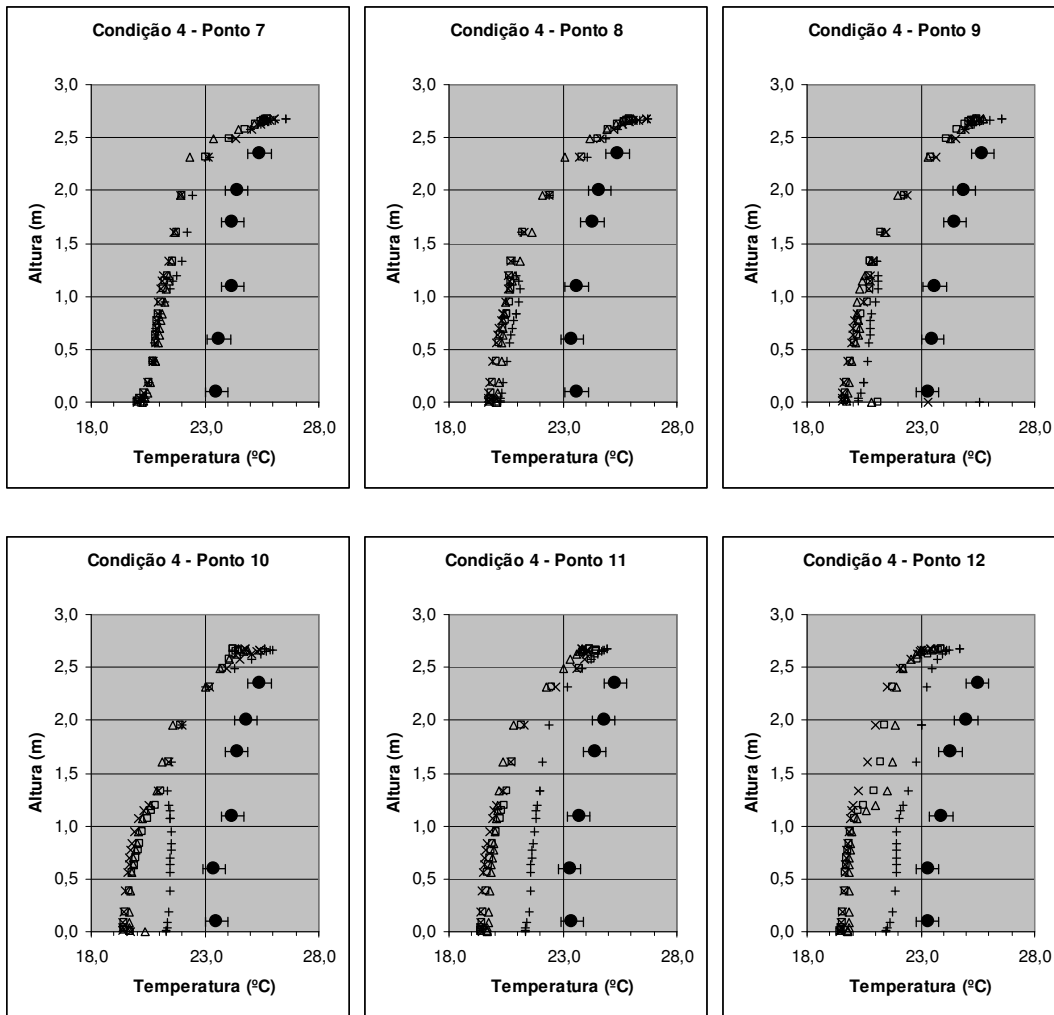 Condição 4 - Ponto 7
3,0
2,5
2,0
1,5
1,0
0,5
0,0
Altura (m)
18,0 23,0 28,0
Temperatura (ºC)
Condição 4 - Ponto 8
3,0
2,5
2,0
1,5
1,0
0,5
0,0
Altura (m)
18,0 23,0 28,0
Temperatura (ºC)
Condição 4 - Ponto 9
3,0
2,5
2,0
1,5
1,0
0,5
0,0
Altura (m)
18,0 23,0 28,0
Temperatura (ºC)
Condição 4 - Ponto 10
3,0
2,5
2,0
1,5
1,0
0,5
0,0
Altura (m)
18,0 23,0 28,0
Temperatura (ºC)
Condição 4 - Ponto 11
3,0
2,5
2,0
1,5
1,0
0,5
0,0
Altura (m)
18,0 23,0 28,0
Temperatura (ºC)
Condição 4 - Ponto 12
3,0
2,5
2,0
1,5
1,0
0,5
0,0
Altura (m)
18,0 23,0 28,0
Temperatura (ºC)